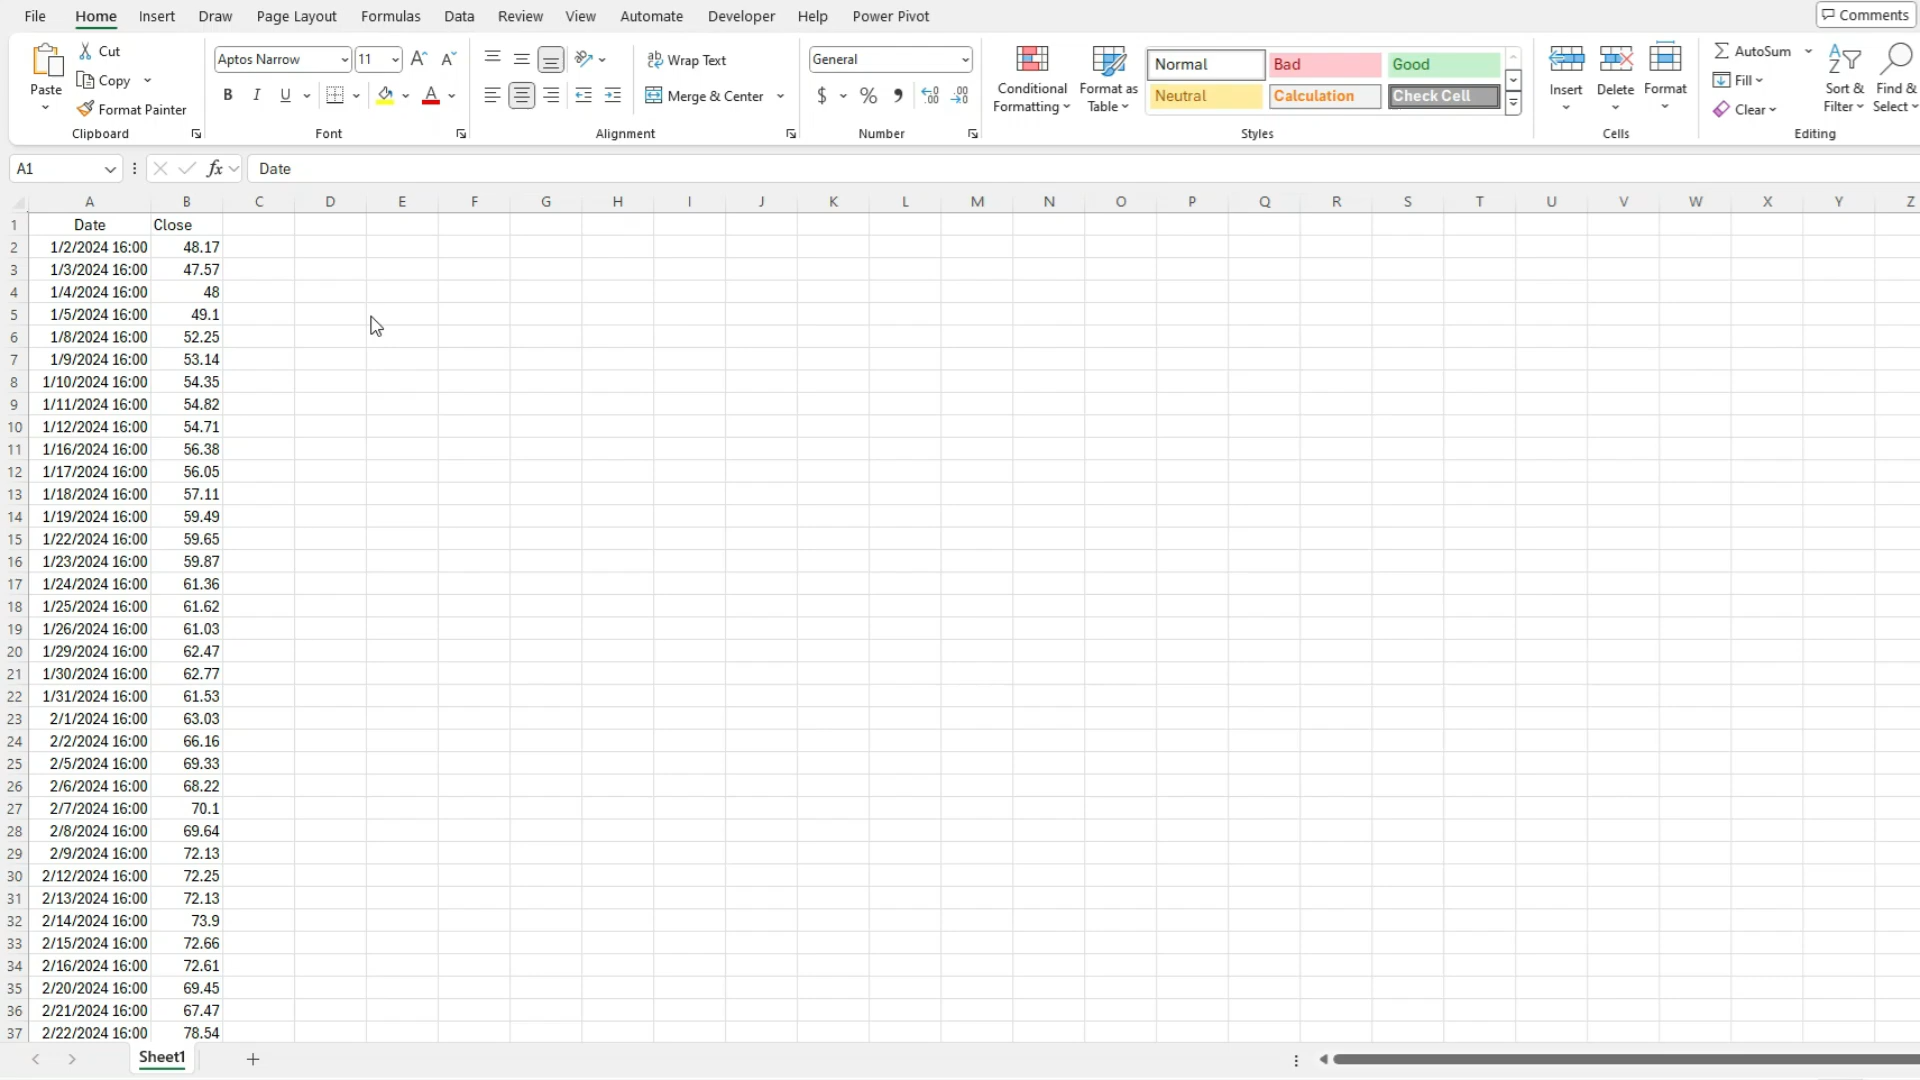 File Home Insert Draw Page Layout Formulas Data Review View Automate Developer Help Power Pivot Comments
Paste Cut Copy Format Painter Clipboard
Aptos Narrow 11 B I U A Font
Wrap Text Merge & Center Alignment
General $ % Number
Conditional Formatting Format as Table
Normal Bad Good
Neutral Calculation Check Cell
Styles
Insert Delete Format Cells
AutoSum Fill Clear Sort & Filter Find & Select Editing
A1 fx Date
A B C D E F G H I J K L M N O P Q R S T U V W X Y Z
1 Date Close
2 1/2/2024 16:00 48.17
3 1/3/2024 16:00 47.57
4 1/4/2024 16:00 48
5 1/5/2024 16:00 49.1
6 1/8/2024 16:00 52.25
7 1/9/2024 16:00 53.14
8 1/10/2024 16:00 54.35
9 1/11/2024 16:00 54.82
10 1/12/2024 16:00 54.71
11 1/16/2024 16:00 56.38
12 1/17/2024 16:00 56.05
13 1/18/2024 16:00 57.11
14 1/19/2024 16:00 59.49
15 1/22/2024 16:00 59.65
16 1/23/2024 16:00 59.87
17 1/24/2024 16:00 61.36
18 1/25/2024 16:00 61.62
19 1/26/2024 16:00 61.03
20 1/29/2024 16:00 62.47
21 1/30/2024 16:00 62.77
22 1/31/2024 16:00 61.53
23 2/1/2024 16:00 63.03
24 2/2/2024 16:00 66.16
25 2/5/2024 16:00 69.33
26 2/6/2024 16:00 68.22
27 2/7/2024 16:00 70.1
28 2/8/2024 16:00 69.64
29 2/9/2024 16:00 72.13
30 2/12/2024 16:00 72.25
31 2/13/2024 16:00 72.13
32 2/14/2024 16:00 73.9
33 2/15/2024 16:00 72.66
34 2/16/2024 16:00 72.61
35 2/20/2024 16:00 69.45
36 2/21/2024 16:00 67.47
37 2/22/2024 16:00 78.54
Sheet1